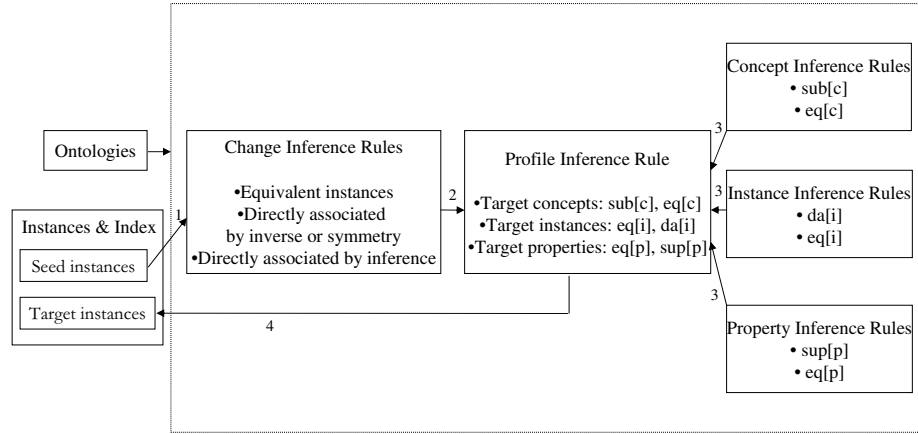 Ontologies
Instances & Index
Seed instances
Target instances
1
Change Inference Rules
•Equivalent instances
•Directly associated
by inverse or symmetry
•Directly associated by inference
2
Profile Inference Rule
•Target concepts: sub[c], eq[c]
•Target instances: eq[i], da[i]
•Target properties: eq[p], sup[p]
4
3
Concept Inference Rules
• sub[c]
• eq[c]
3
Instance Inference Rules
• da[i]
• eq[i]
3
Property Inference Rules
• sup[p]
• eq[p]